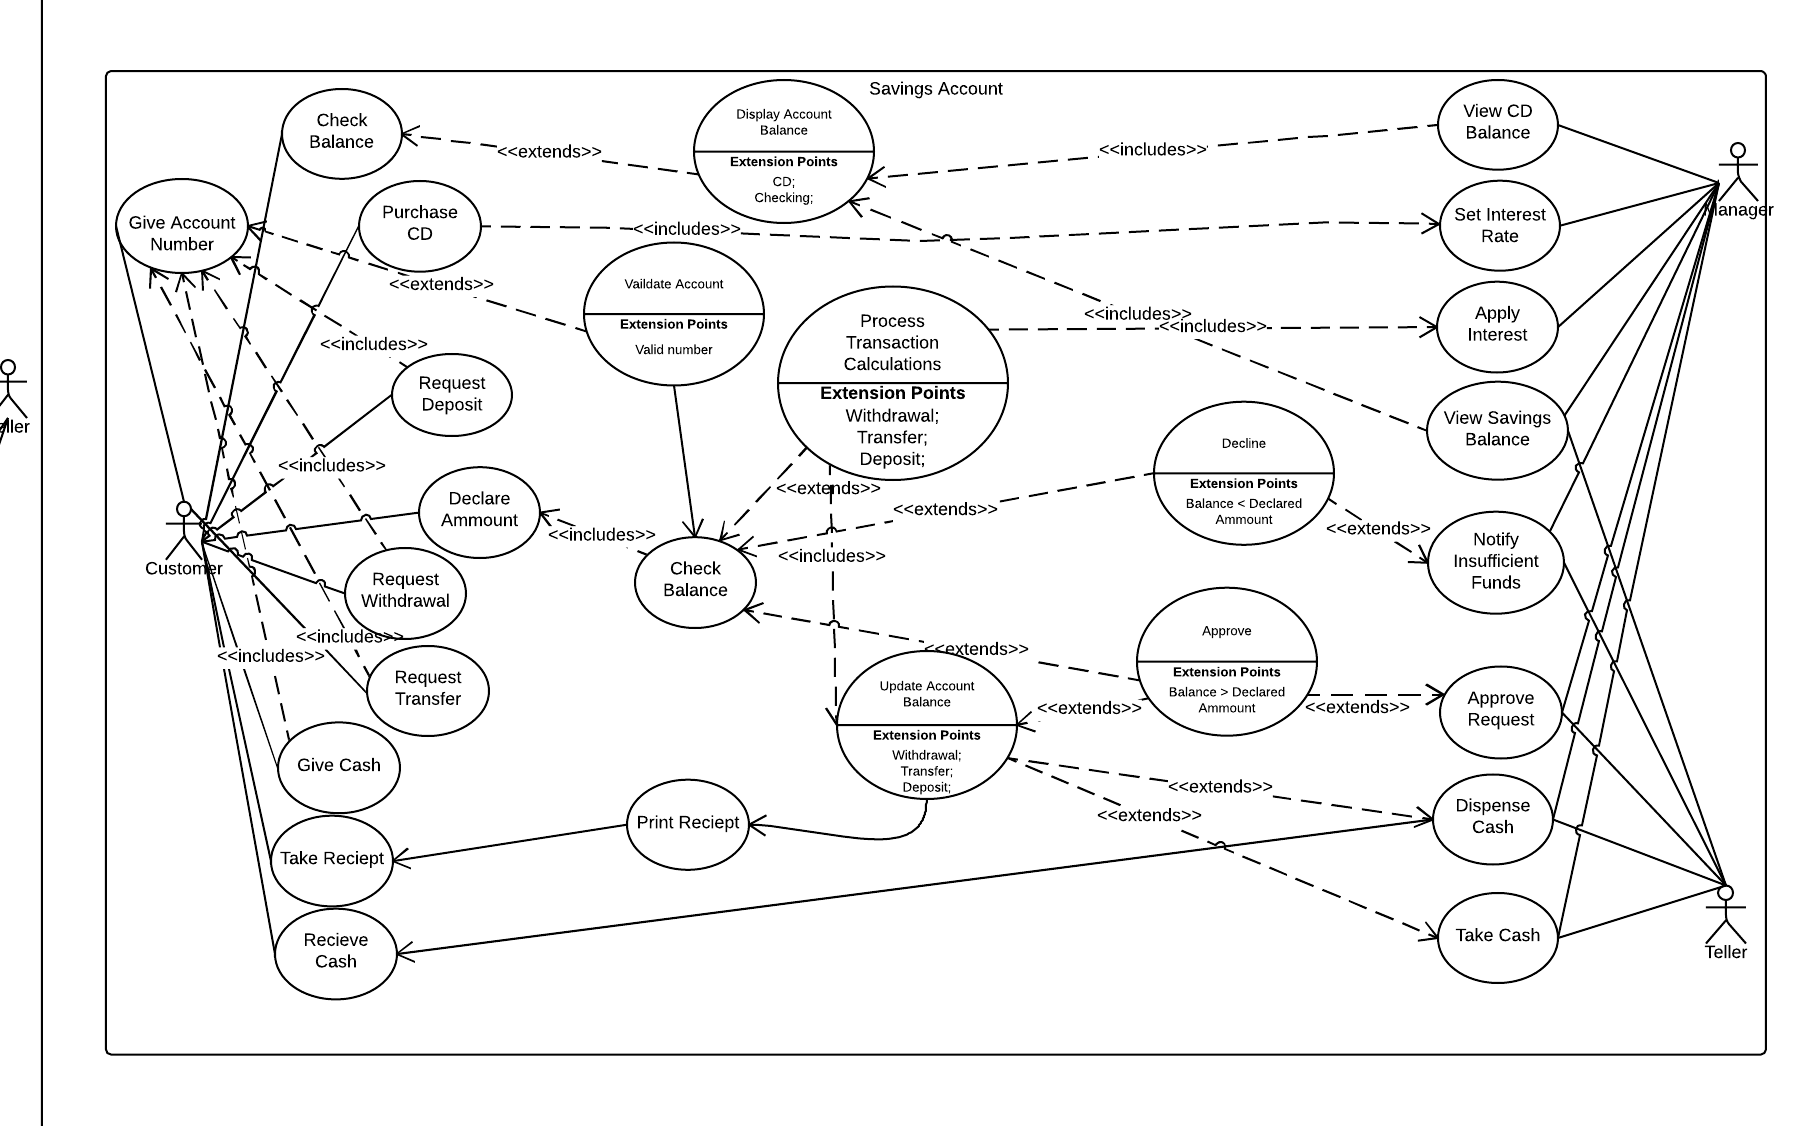 Savings Account
Check
Balance
Display Account
Balance
Extension Points
CD;
Checking;
View CD
Balance
<<extends>>
<<includes>>
Give Account
Number
Purchase
CD
<<includes>>
Set Interest
Rate
Manager
<<extends>>
Vaildate Account
Extension Points
Valid number
Process
Transaction
Calculations
Extension Points
Withdrawal;
Transfer;
Deposit;
<<includes>>
<<includes>>
Apply
Interest
<<includes>>
Request
Deposit
View Savings
Balance
eller
<<includes>>
Decline
Extension Points
Balance < Declared
Ammount
<<extends>>
<<extends>>
<<extends>>
Declare
Ammount
<<includes>>
<<includes>>
Notify
Insufficient
Funds
Customer
Check
Balance
Request
Withdrawal
<<includes>>
<<includes>>
Approve
Extension Points
Balance > Declared
Ammount
<<extends>>
<<extends>>
<<extends>>
Request
Transfer
Update Account
Balance
Extension Points
Withdrawal;
Transfer;
Deposit;
Approve
Request
Give Cash
<<extends>>
<<extends>>
Dispense
Cash
Print Reciept
Take Reciept
Recieve
Cash
Take Cash
Teller